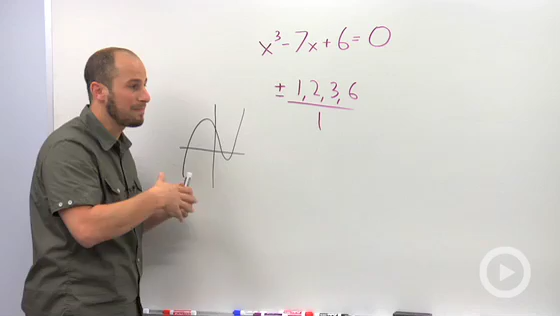 x³ - 7x + 6 = 0
± 1, 2, 3, 6
1